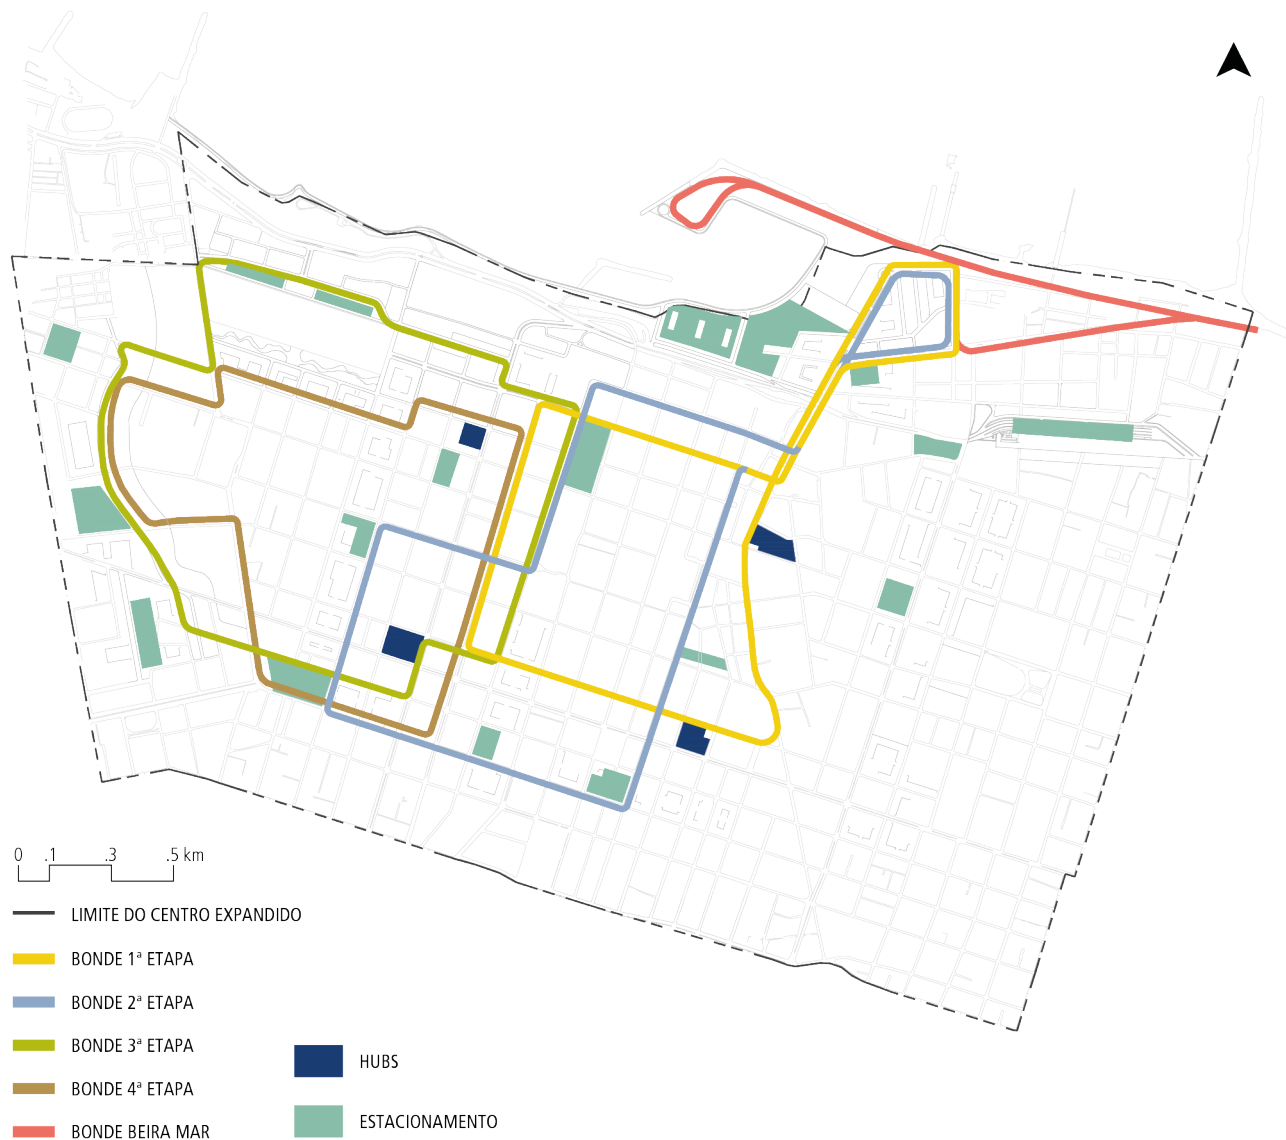 0 .1 .3 .5 km
LIMITE DO CENTRO EXPANDIDO
BONDE 1ª ETAPA
BONDE 2ª ETAPA
BONDE 3ª ETAPA
BONDE 4ª ETAPA
BONDE BEIRA MAR
HUBS
ESTACIONAMENTO